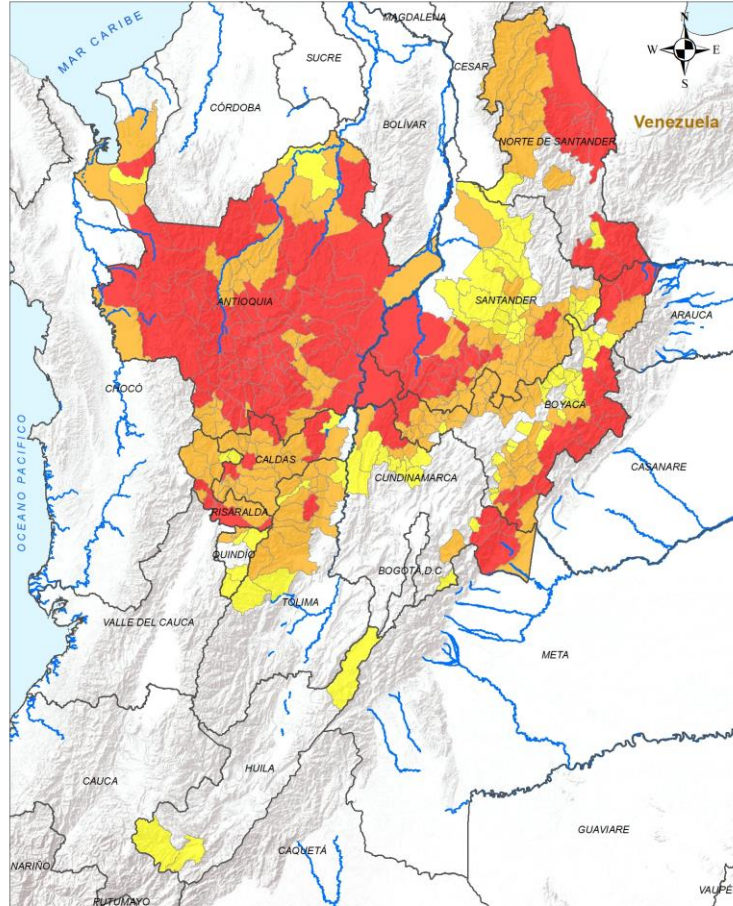 MAGDALENA
N
MAR CARIBE
SUCRE
CESAR
W
E
S
CÓRDOBA
BOLÍVAR
Venezuela
NORTE DE SANTANDER
ANTIOQUIA
SANTANDER
ARAUCA
CHOCÓ
BOYACÁ
OCEANO PACIFICO
CALDAS
CUNDINAMARCA
CASANARE
RISARALDA
QUINDÍO
BOGOTÁ,D.C
TOLIMA
VALLE DEL CAUCA
META
HUILA
CAUCA
GUAVIARE
NARIÑO
CAQUETÁ
PUTUMAYO
VAUPÉ